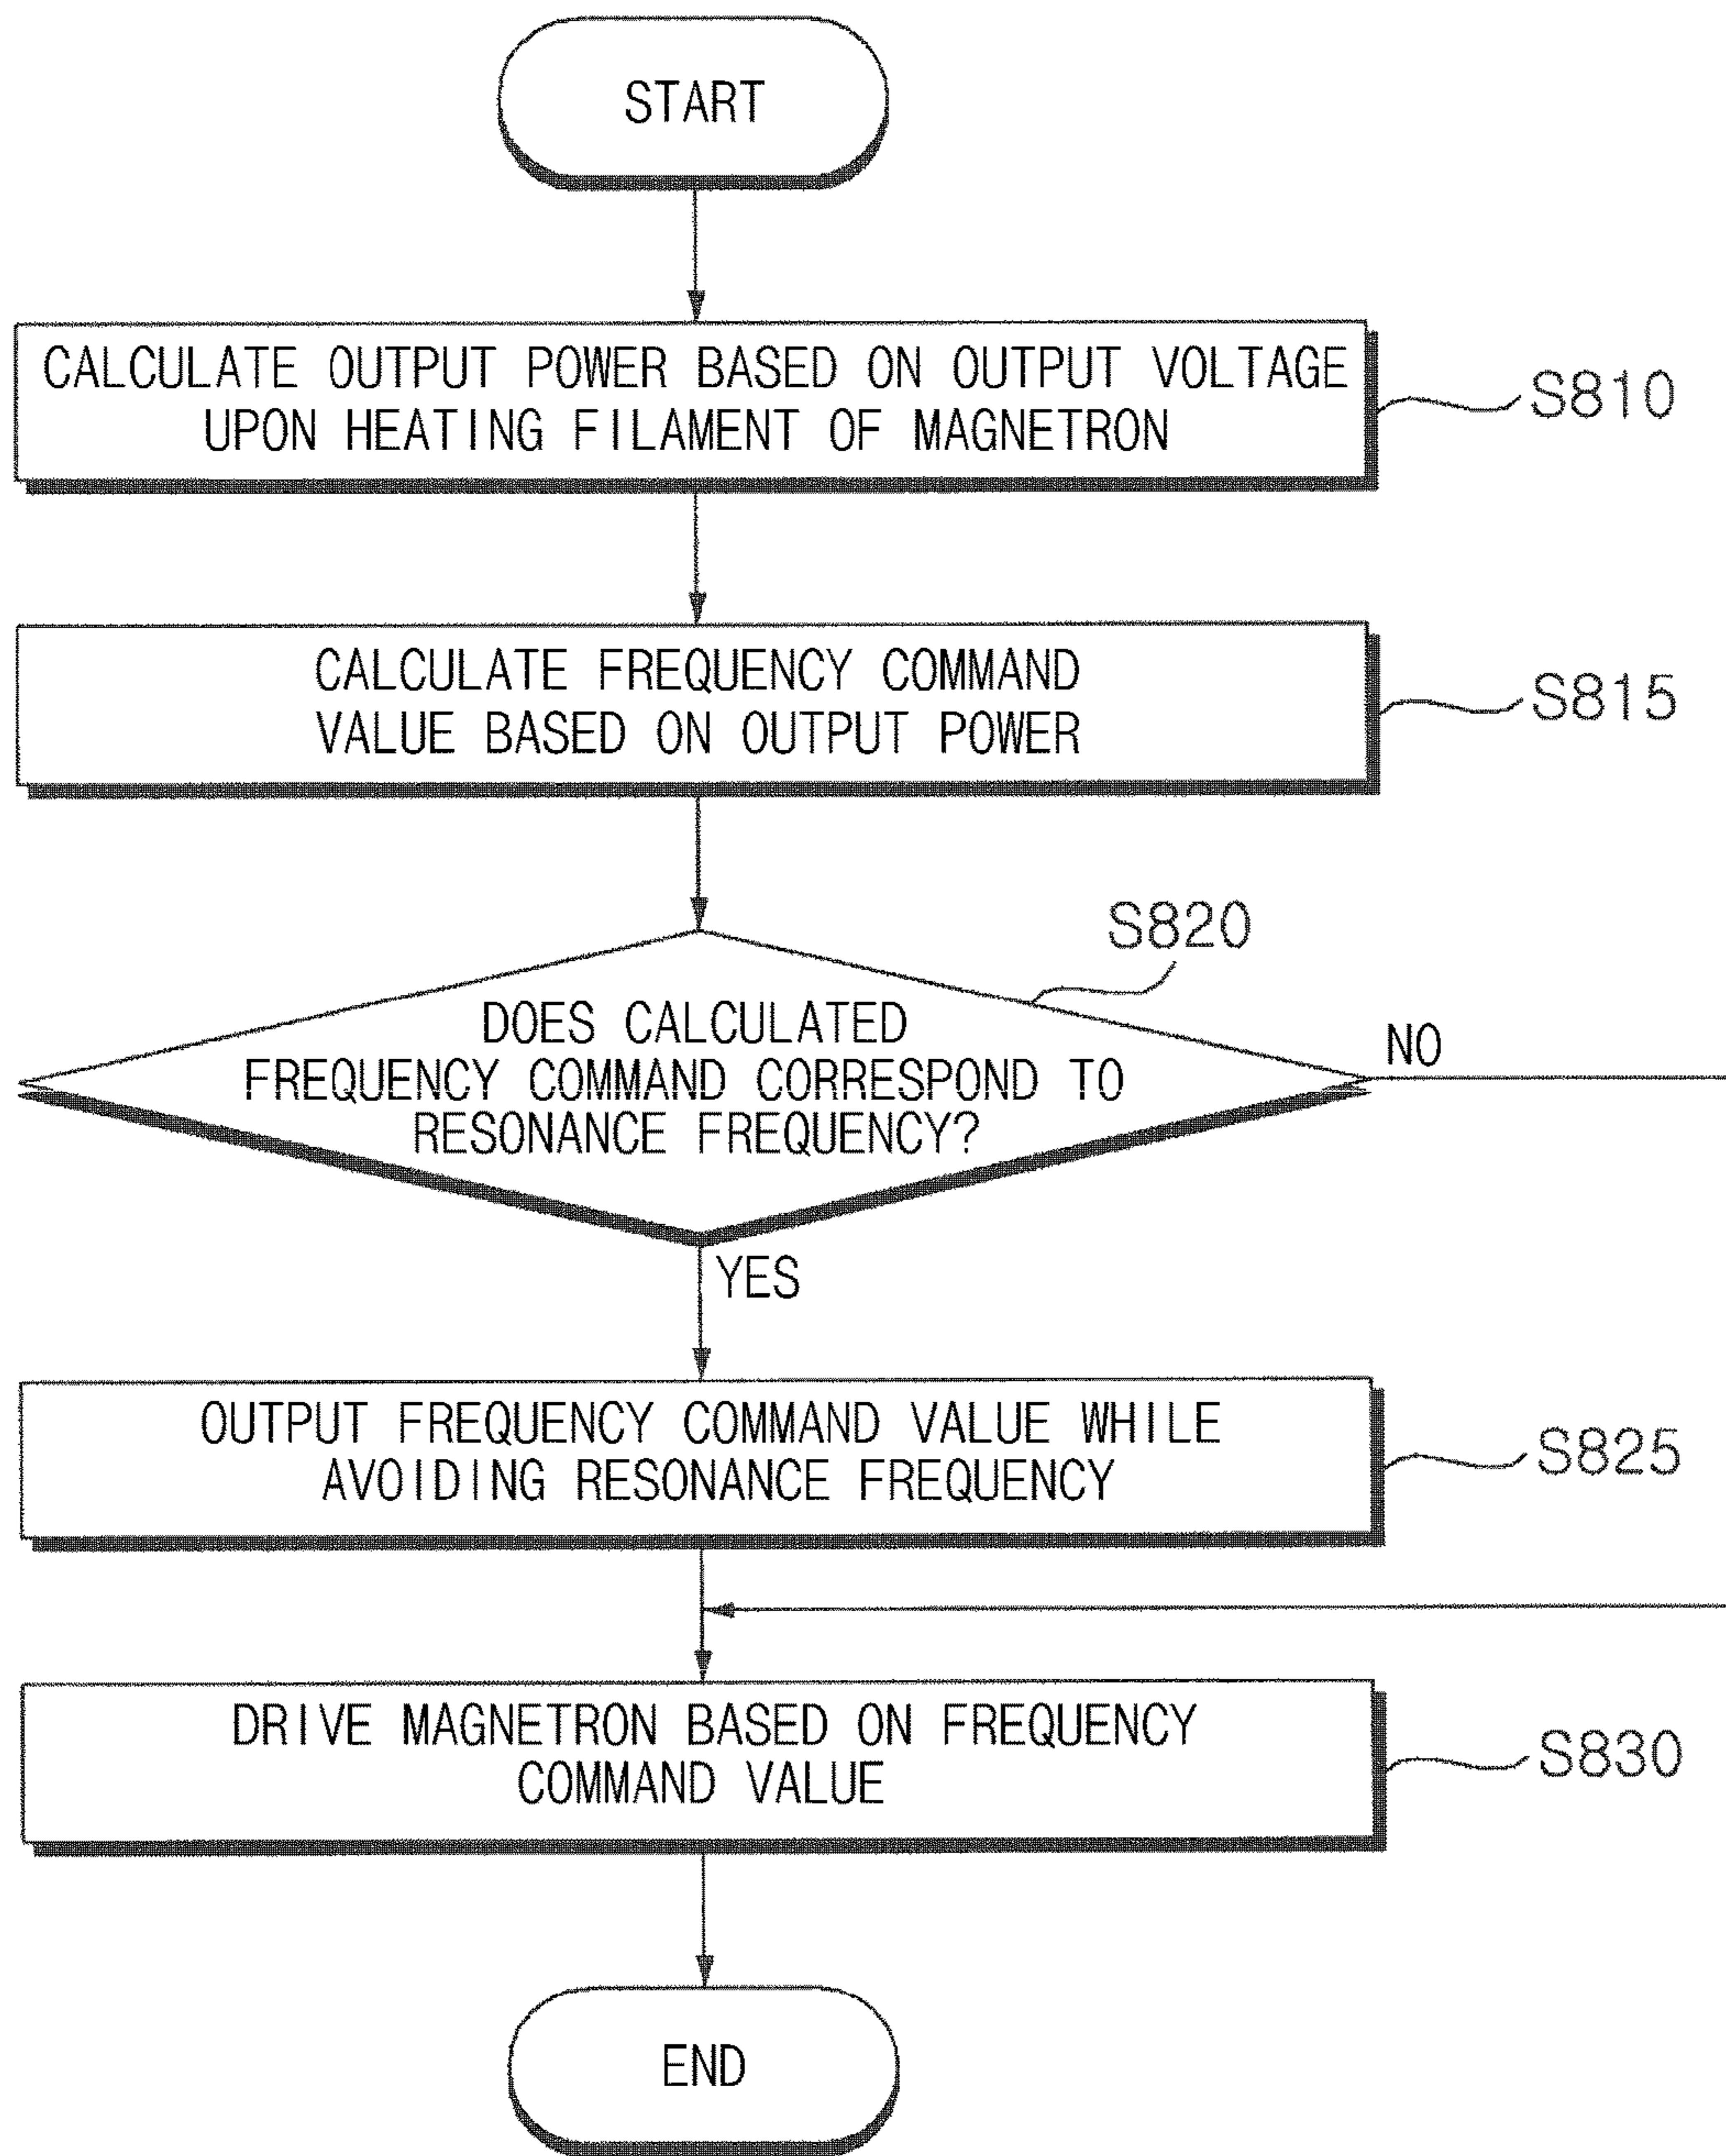 START
CALCULATE OUTPUT POWER BASED ON OUTPUT VOLTAGE
UPON HEATING FILAMENT OF MAGNETRON
S810
CALCULATE FREQUENCY COMMAND
VALUE BASED ON OUTPUT POWER
S815
S820
DOES CALCULATED
FREQUENCY COMMAND CORRESPOND TO
RESONANCE FREQUENCY?
NO
YES
OUTPUT FREQUENCY COMMAND VALUE WHILE
AVOIDING RESONANCE FREQUENCY
S825
DRIVE MAGNETRON BASED ON FREQUENCY
COMMAND VALUE
S830
END